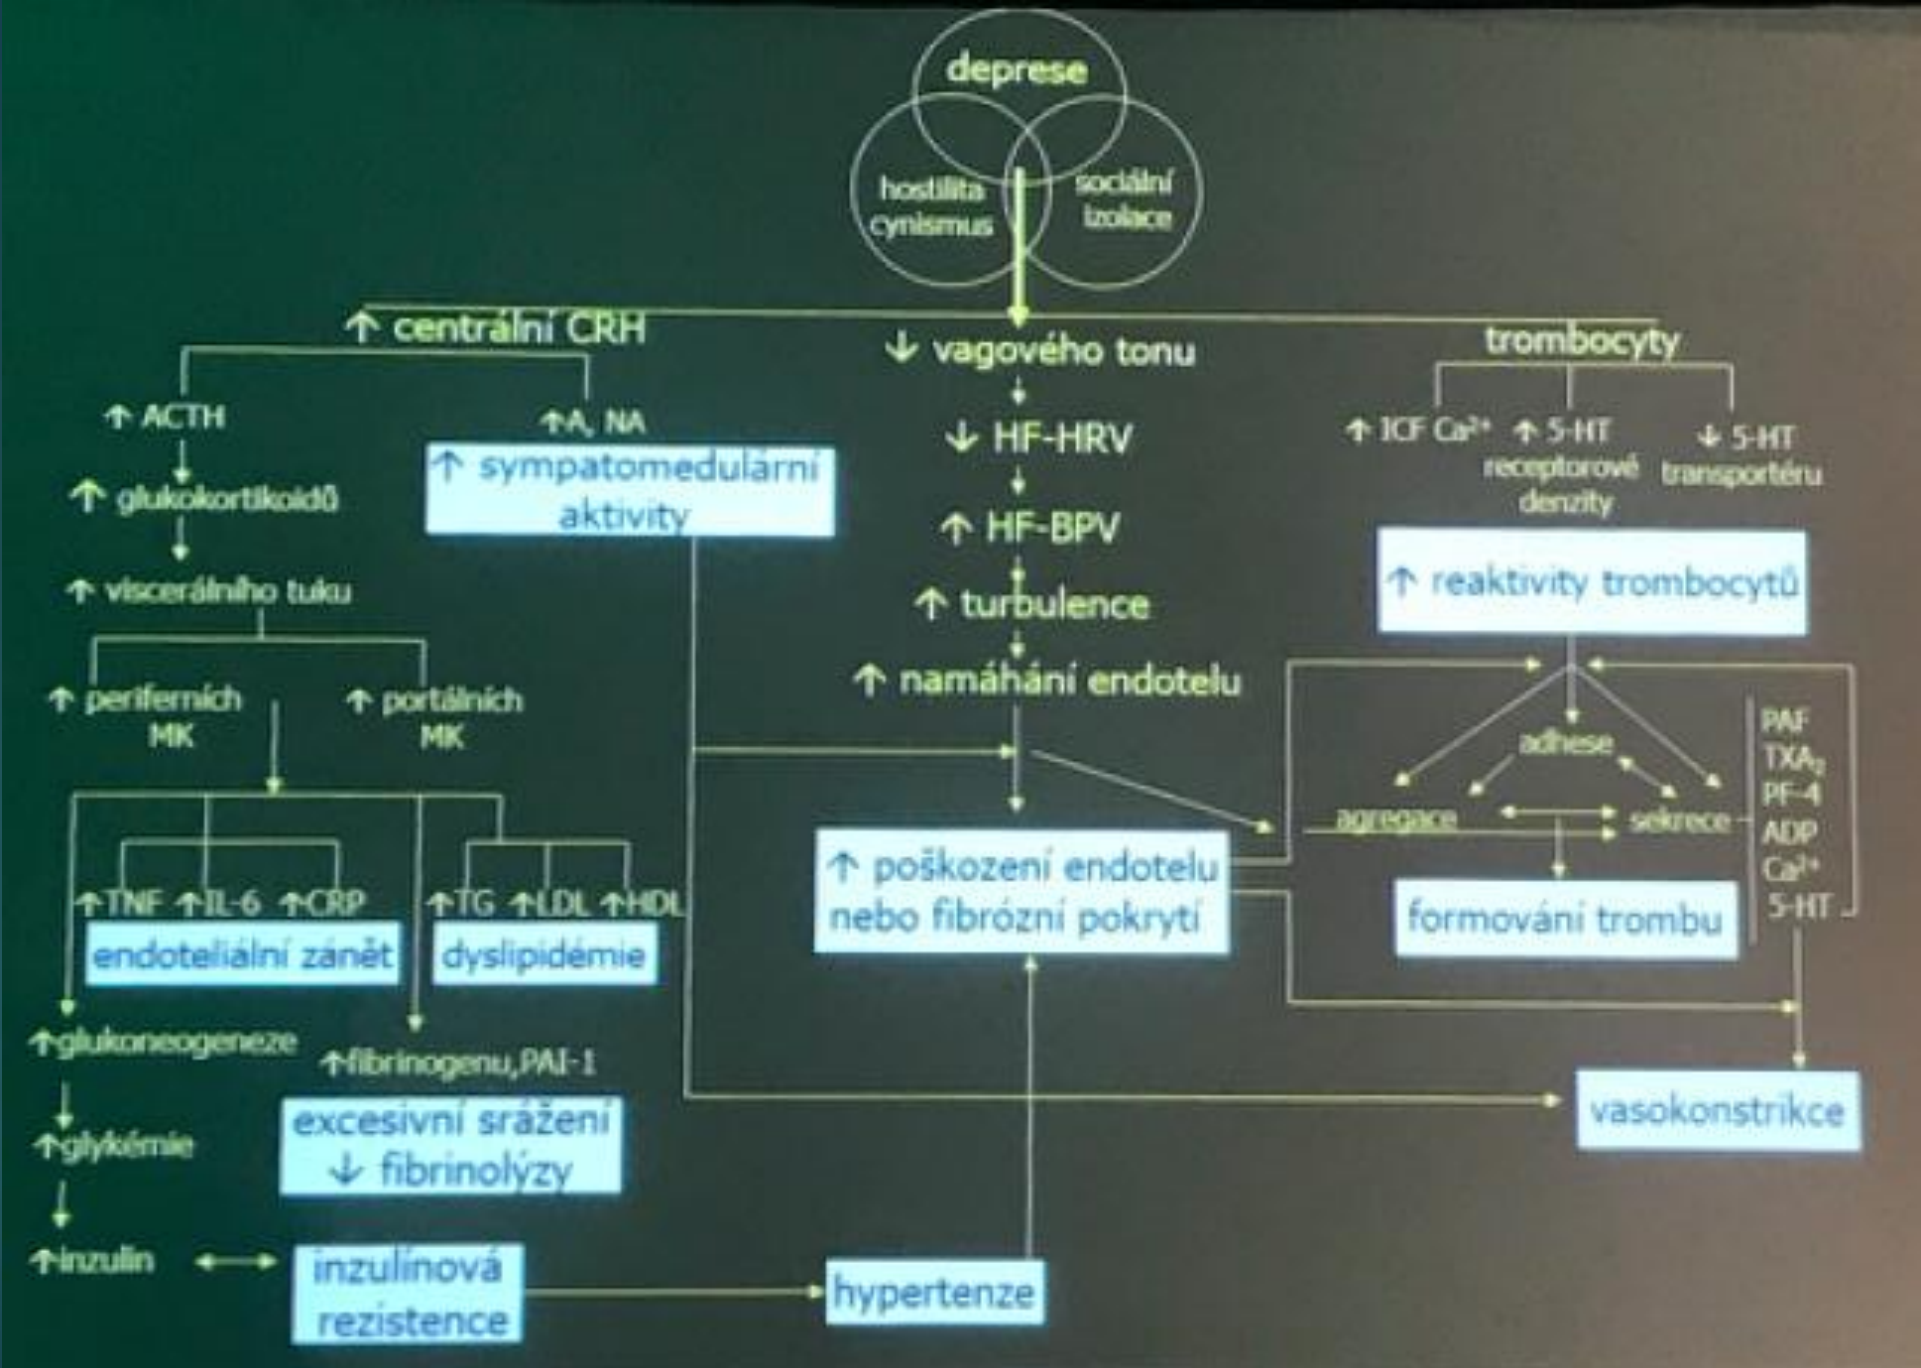 deprese
hostilita
cynismus
sociální
izolace
↑ centrální CRH
↓ vagového tonu
trombocyty
↑ ACTH
↑A, NA
↑ sympatomedulární
aktivity
↑ glukokortikoidů
↑ viscerálního tuku
↑ periferních
MK
↑ portálních
MK
↑TNF ↑IL-6 ↑CRP
endoteliální zánět
↑TG ↑LDL ↑HDL
dyslipidémie
↑glukoneogeneze
↑fibrinogenu,PAI-1
excesivní srážení
↓ fibrinolýzy
↑glykémie
↑inzulin
inzulínová
rezistence
hypertenze
↓ HF-HRV
↑ HF-BPV
↑ turbulence
↑ namáhání endotelu
↑ poškození endotelu
nebo fibrózní pokrytí
↑ ICF Ca²⁺
↑ 5-HT
receptorové
denzity
↓ 5-HT
transportéru
↑ reaktivity trombocytů
adhese
agregace
sekrece
PAF
TXA₂
PF-4
ADP
Ca²⁺
5-HT
formování trombu
vasokonstrikce